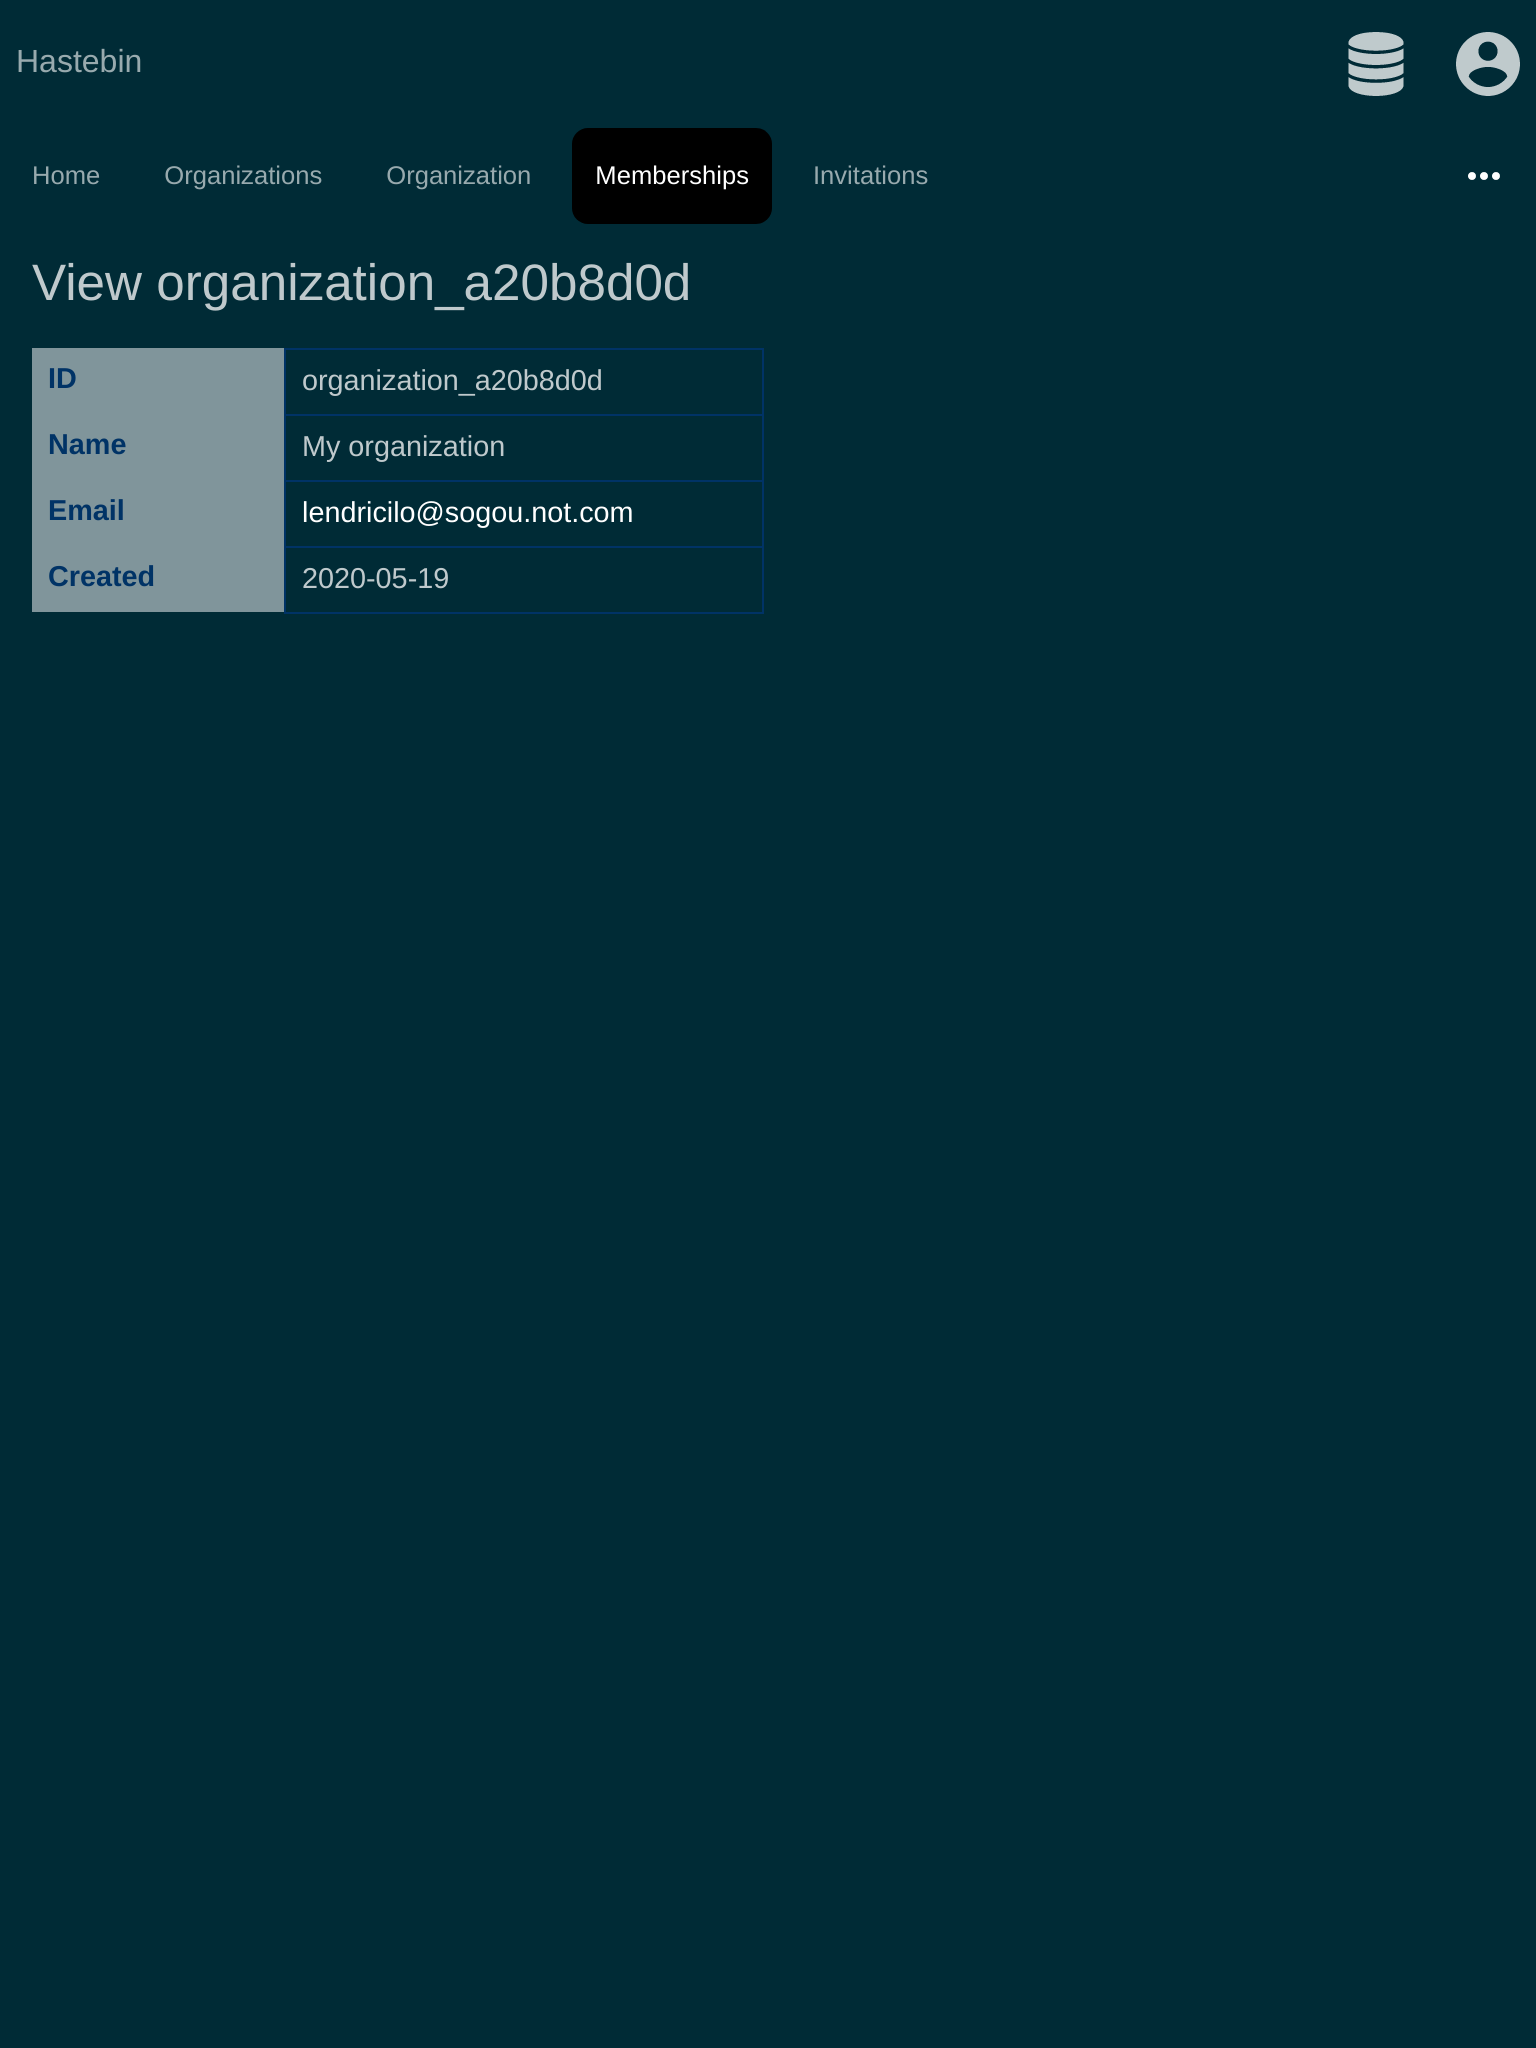 Hastebin
Home Organizations Organization Memberships Invitations
View organization_a20b8d0d
ID organization_a20b8d0d
Name My organization
Email lendricilo@sogou.not.com
Created 2020-05-19